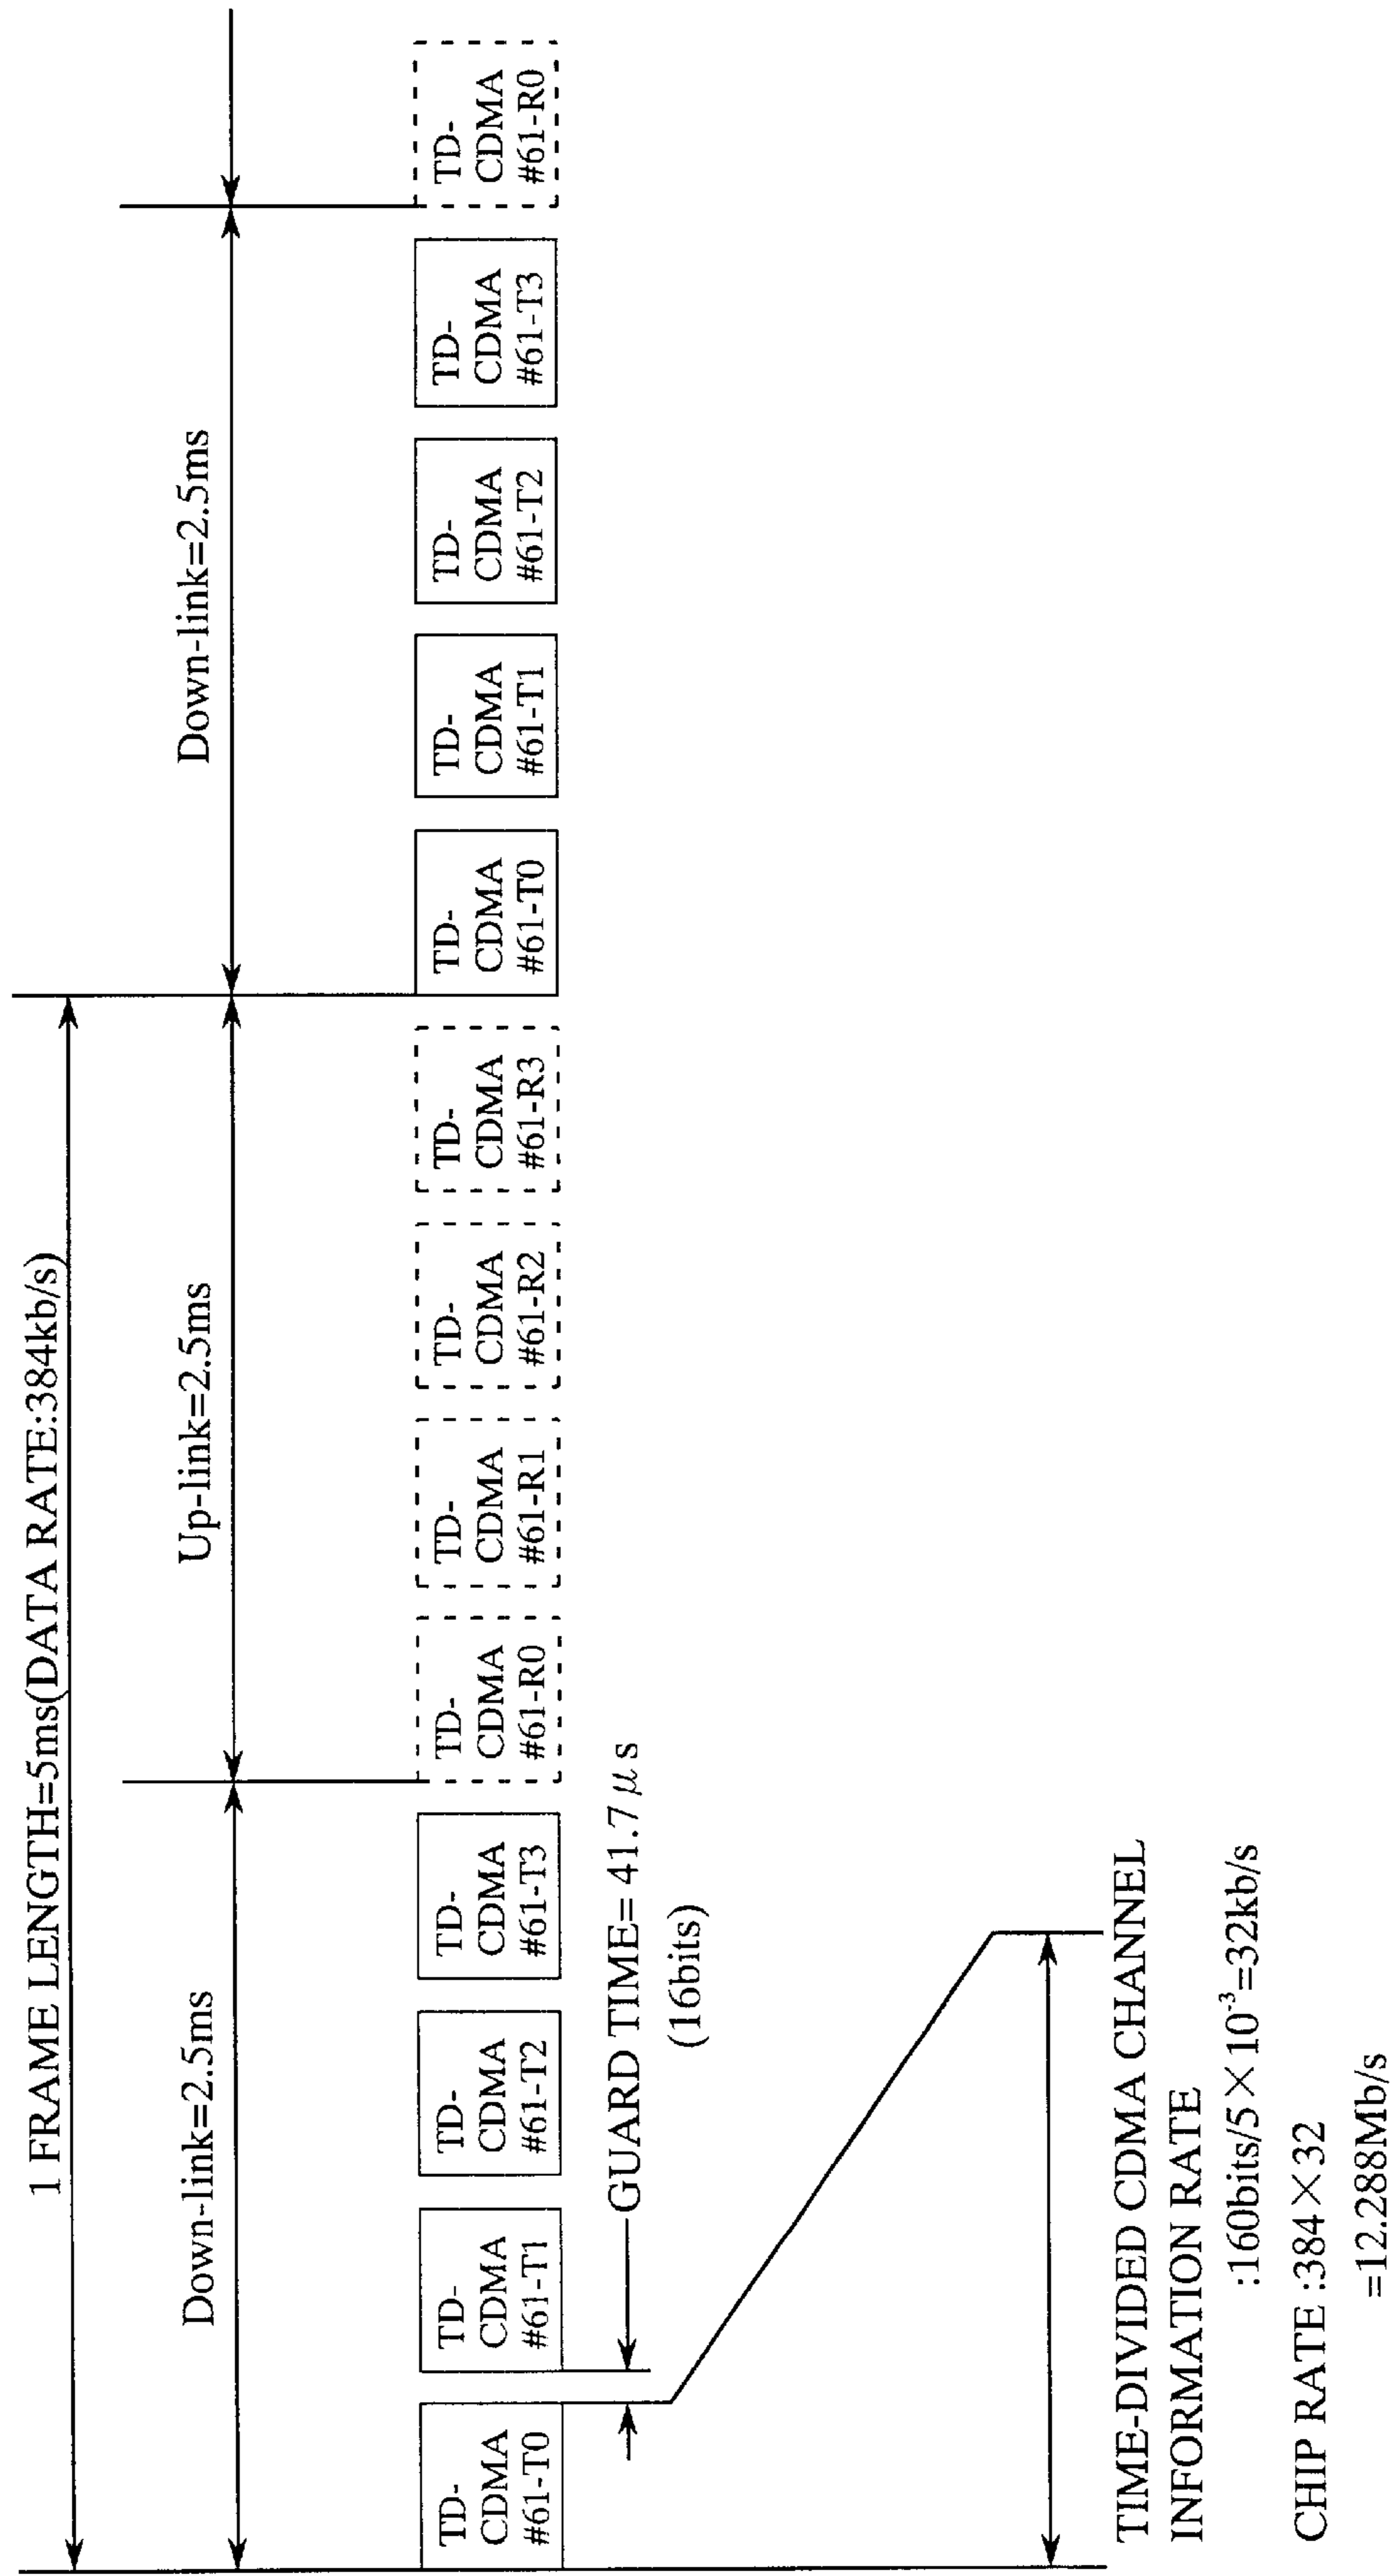 1 FRAME LENGTH=5ms(DATA RATE:384kb/s)
Down-link=2.5ms
Up-link=2.5ms
Down-link=2.5ms
TD-
CDMA
#61-T0
TD-
CDMA
#61-T1
TD-
CDMA
#61-T2
TD-
CDMA
#61-T3
TD-
CDMA
#61-R0
TD-
CDMA
#61-R1
TD-
CDMA
#61-R2
TD-
CDMA
#61-R3
TD-
CDMA
#61-T0
TD-
CDMA
#61-T1
TD-
CDMA
#61-T2
TD-
CDMA
#61-T3
TD-
CDMA
#61-R0
GUARD TIME=41.7μs
(16bits)
TIME-DIVIDED CDMA CHANNEL
INFORMATION RATE
:160bits/5×10⁻³=32kb/s
CHIP RATE :384×32
=12.288Mb/s